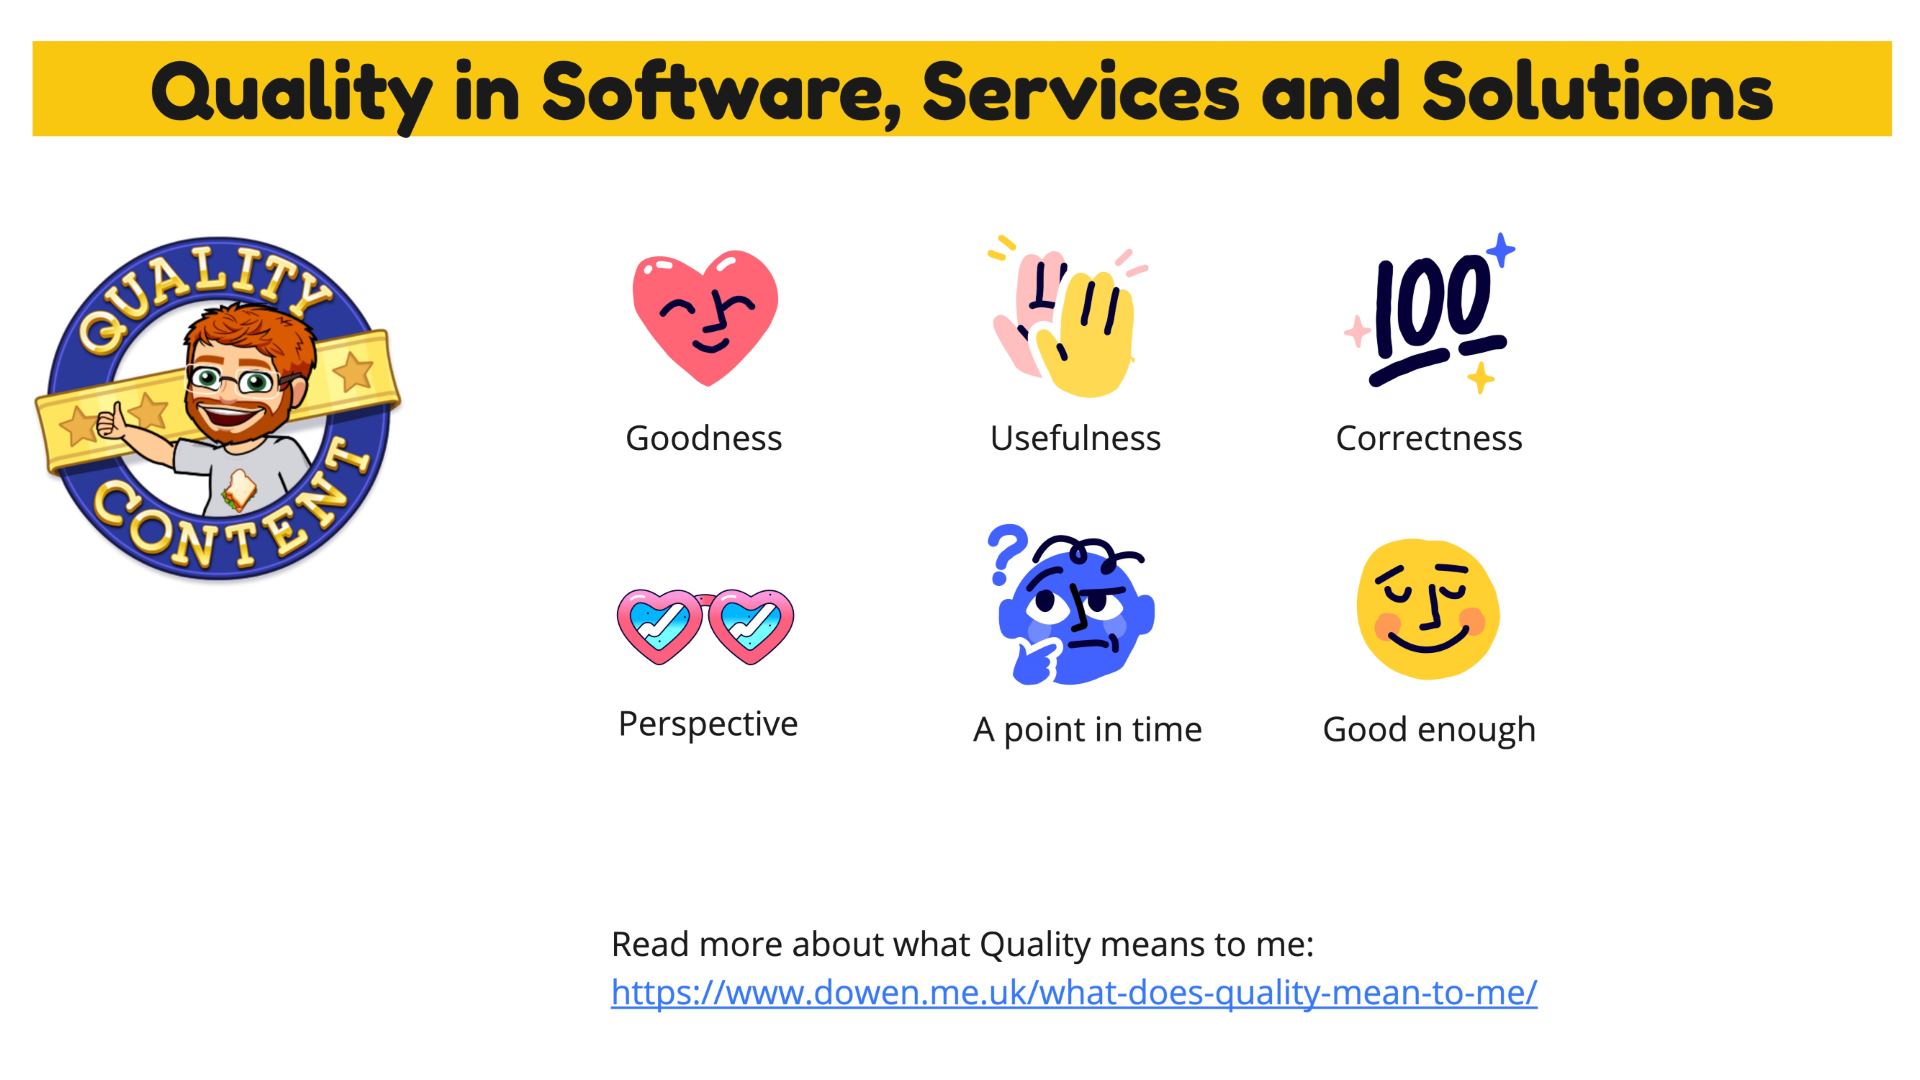 Quality in Software, Services and Solutions
QUALITY
CONTENT
100
Goodness
Usefulness
Correctness
?
Perspective
A point in time
Good enough
Read more about what Quality means to me:
https://www.dowen.me.uk/what-does-quality-mean-to-me/